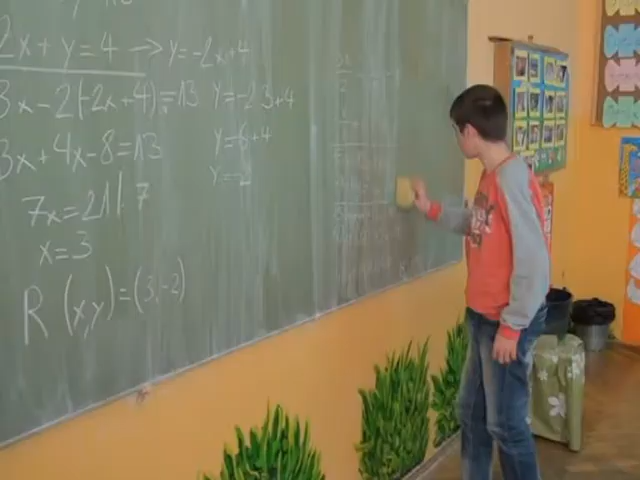 2x+y=4 → y=-2x+4
3x-2(-2x+4)=13 y=-2·3+4
3x+4x-8=13 y=-6+4
7x=21|:7 y=-2
x=3
R (x,y)=(3,-2)